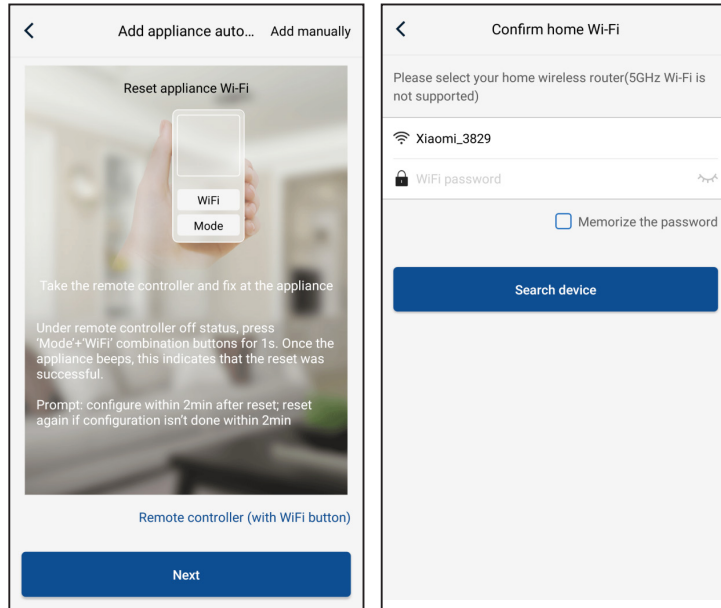 Add appliance auto...
Add manually
Reset appliance Wi-Fi
WiFi
Mode
Take the remote controller and fix at the appliance
Under remote controller off status, press
'Mode'+'WiFi' combination buttons for 1s. Once the
appliance beeps, this indicates that the reset was
successful.
Prompt: configure within 2min after reset; reset
again if configuration isn't done within 2min
Remote controller (with WiFi button)
Next
Confirm home Wi-Fi
Please select your home wireless router(5GHz Wi-Fi is
not supported)
Xiaomi_3829
WiFi password
Memorize the password
Search device